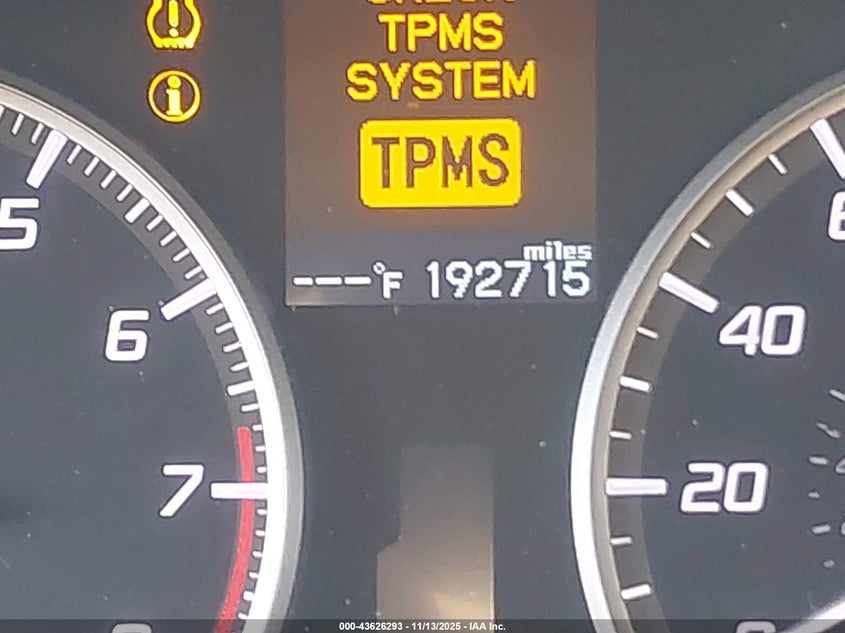 TPMS
SYSTEM
TPMS
miles
---°F 192715
5
6
7
40
20
000-43626293 - 11/13/2025 - IAA Inc.